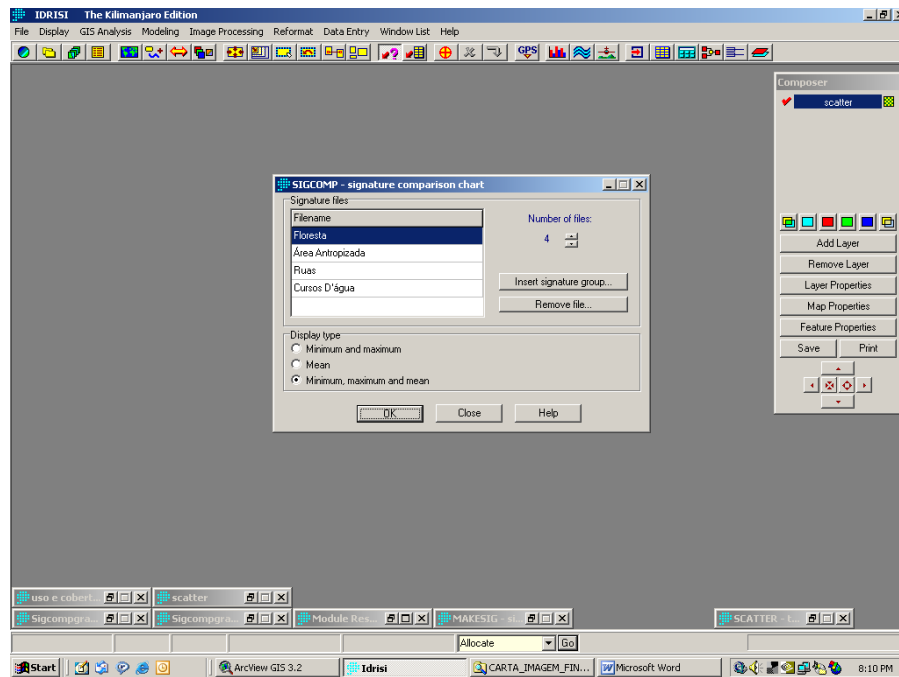 IDRISI The Kilimanjaro Edition
File Display GIS Analysis Modeling Image Processing Reformat Data Entry Window List Help
GPS
Composer
scatter
SIGCOMP - signature comparison chart
Signature files
Filename
Floresta
Área Antropizada
Ruas
Cursos D'água
Number of files:
4
Insert signature group...
Remove file...
Display type
Minimum and maximum
Mean
Minimum, maximum and mean
OK Close Help
Add Layer
Remove Layer
Layer Properties
Map Properties
Feature Properties
Save Print
uso e cobert... scatter
Sigcompgra... Sigcompgra... Module Res... MAKESIG - si... SCATTER - f...
Allocate Go
Start ArcView GIS 3.2 Idrisi CARTA_IMAGEM_FIN... Microsoft Word 8:10 PM